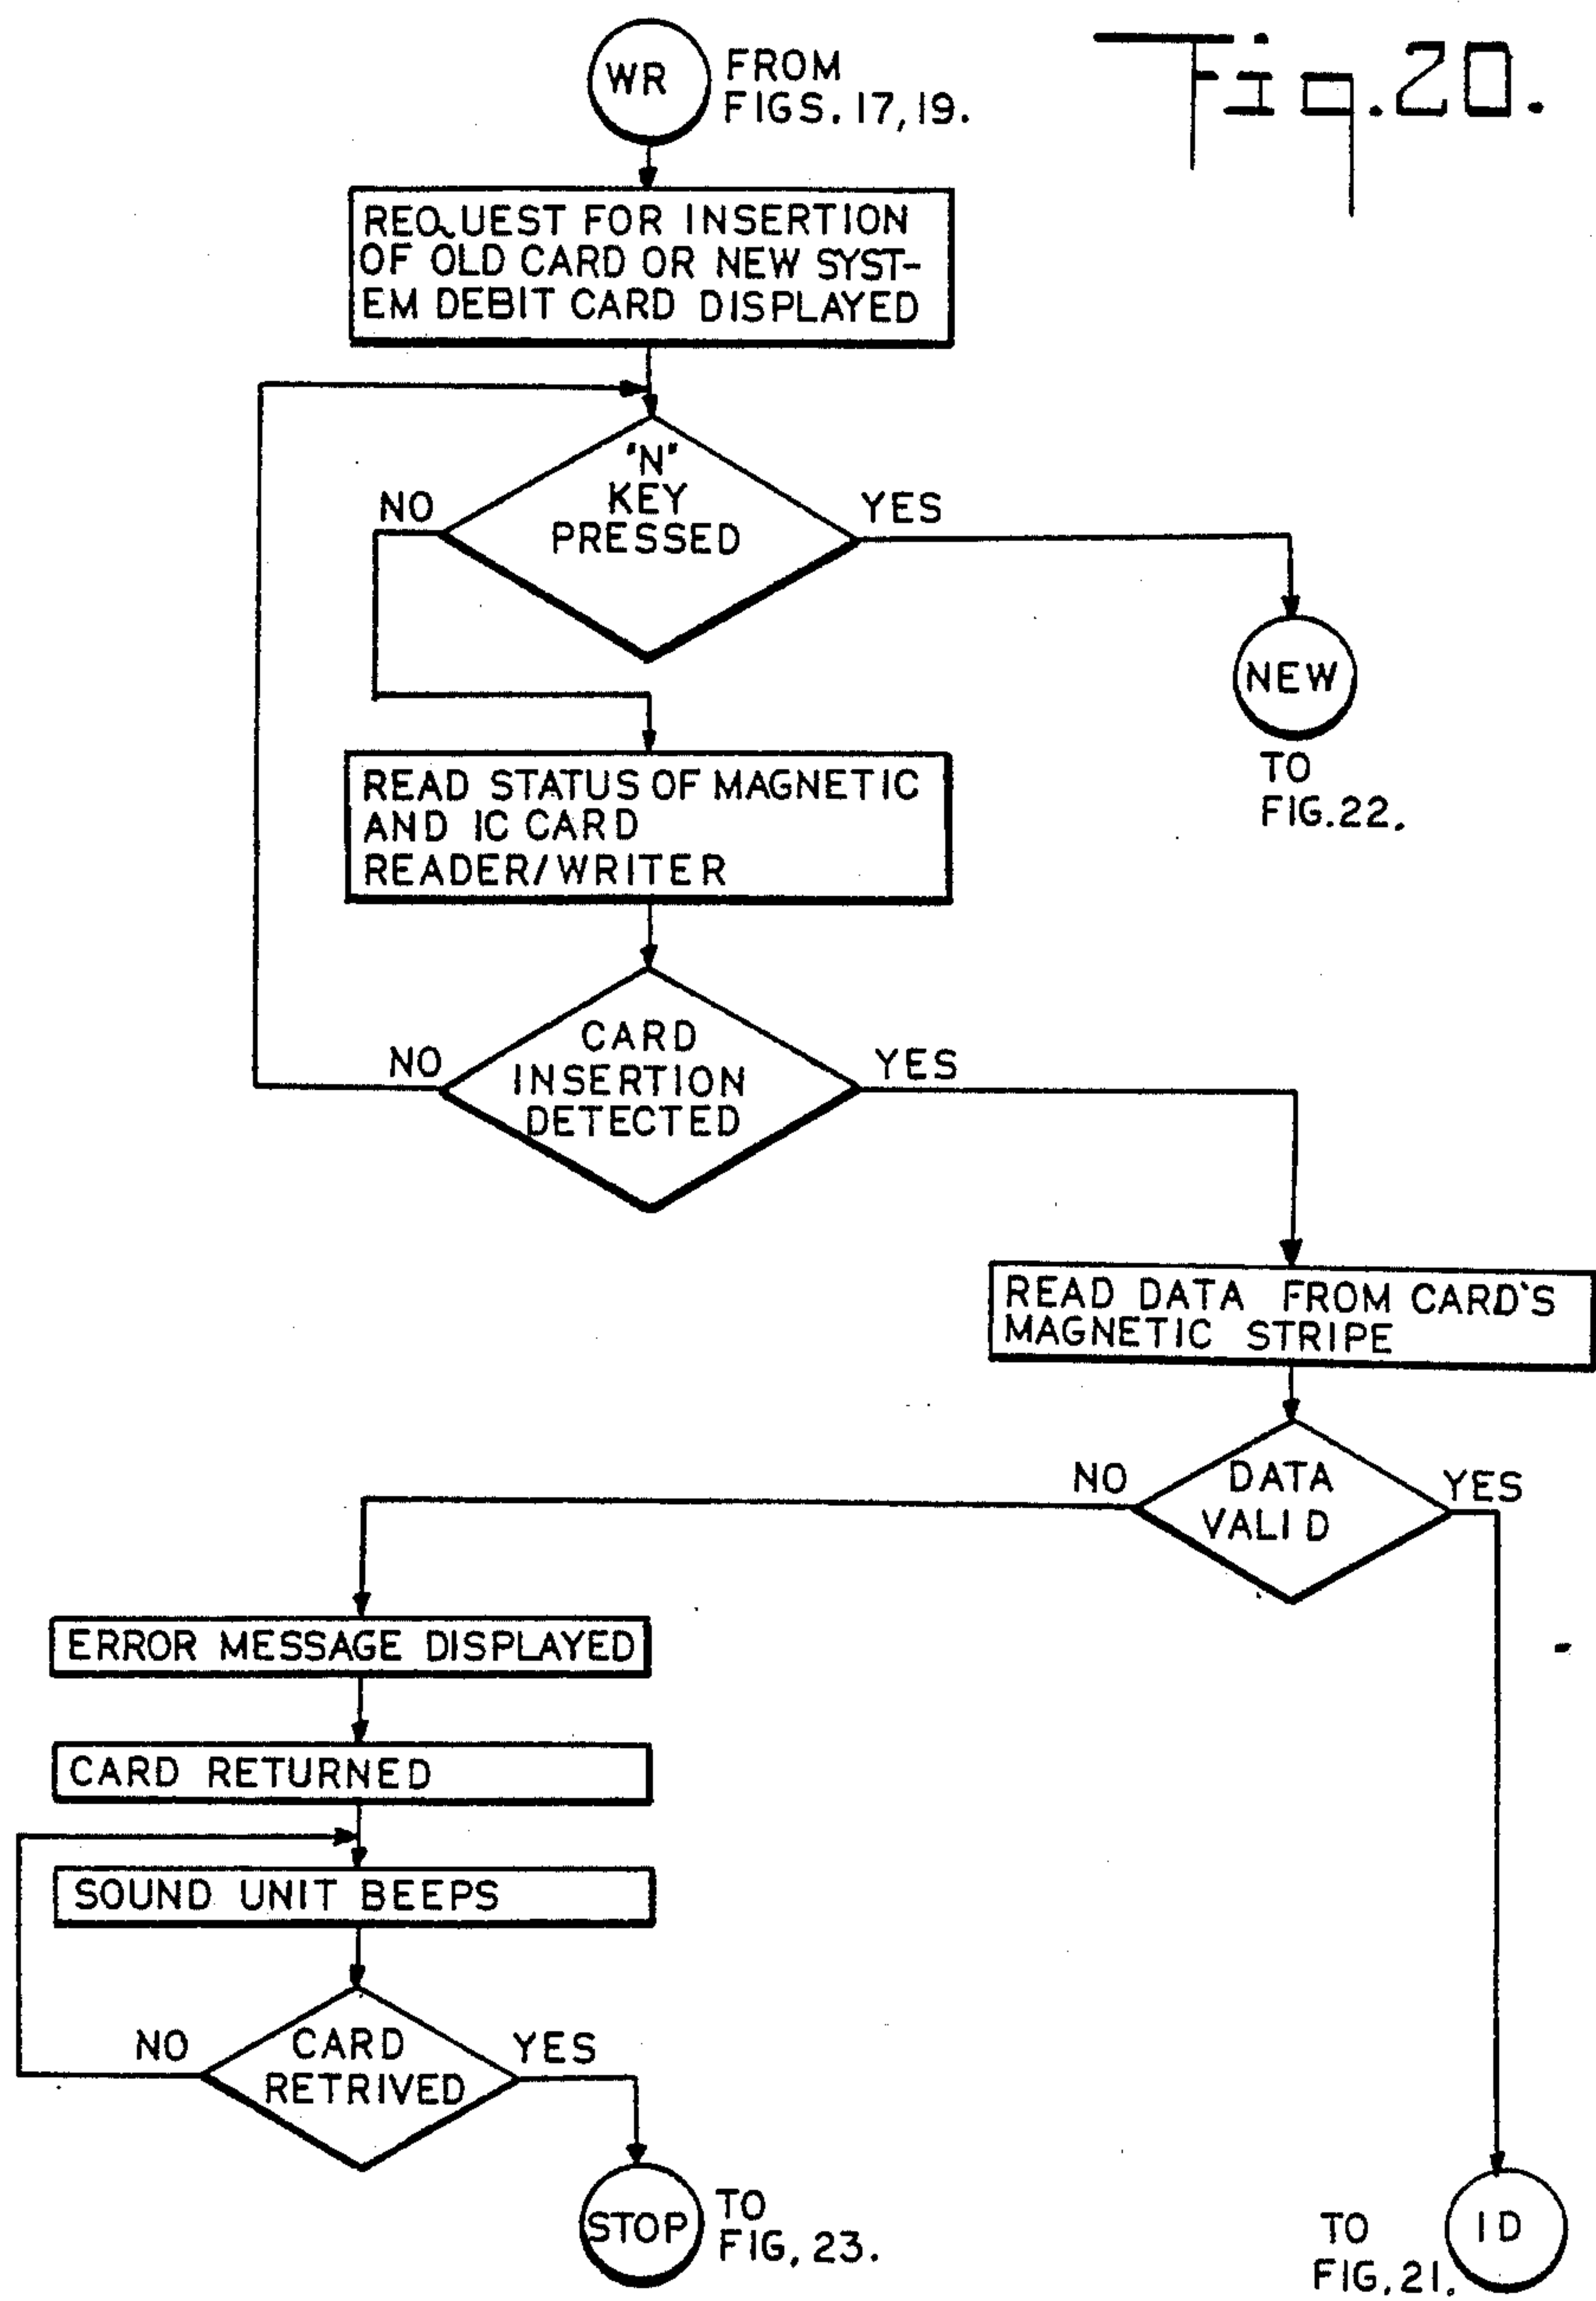 WR
FROM
FIGS. 17, 19.
Fig. 20.
REQUEST FOR INSERTION
OF OLD CARD OR NEW SYST-
EM DEBIT CARD DISPLAYED
"N"
KEY
PRESSED
NO
YES
NEW
TO
FIG. 22.
READ STATUS OF MAGNETIC
AND IC CARD
READER/WRITER
CARD
INSERTION
DETECTED
NO
YES
READ DATA FROM CARD'S
MAGNETIC STRIPE
DATA
VALID
NO
YES
ERROR MESSAGE DISPLAYED
CARD RETURNED
SOUND UNIT BEEPS
CARD
RETRIVED
NO
YES
STOP
TO
FIG, 23.
TO
FIG, 21.
ID